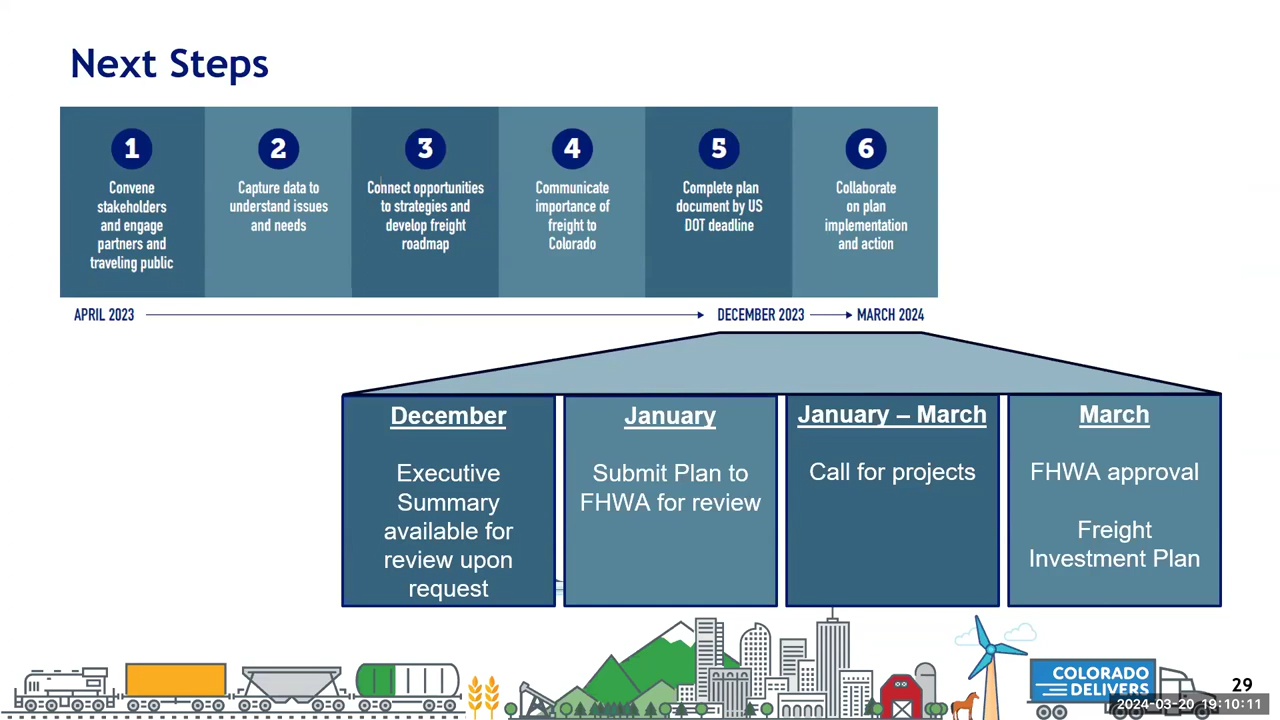 Next Steps
1
Convene
stakeholders
and engage
partners and
traveling public
2
Capture data to
understand issues
and needs
3
Connect opportunities
to strategies and
develop freight
roadmap
4
Communicate
importance of
freight to
Colorado
5
Complete plan
document by US
DOT deadline
6
Collaborate
on plan
implementation
and action
APRIL 2023
DECEMBER 2023
MARCH 2024
December
Executive
Summary
available for
review upon
request
January
Submit Plan to
FHWA for review
January – March
Call for projects
March
FHWA approval
Freight
Investment Plan
COLORADO
DELIVERS
29
2024-03-20 19:10:11